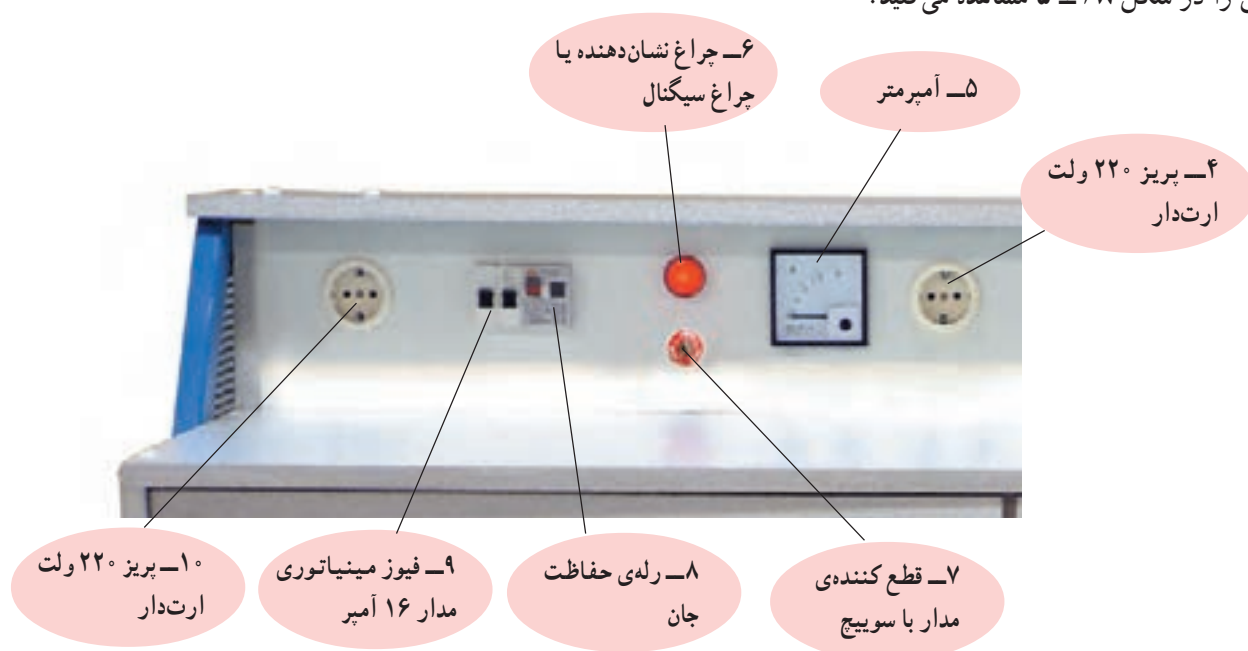 ۶ــ چراغ نشان‌دهنده یا
چراغ سیگنال
۵ــ آمپرمتر
۴ــ پریز ۲۲۰ ولت
ارت‌دار
۱۰ــ پریز ۲۲۰ ولت
ارت‌دار
۹ــ فیوز مینیاتوری
مدار ۱۶ آمپر
۸ــ رله‌ی حفاظت
جان
۷ــ قطع کننده‌ی
مدار با سوییچ